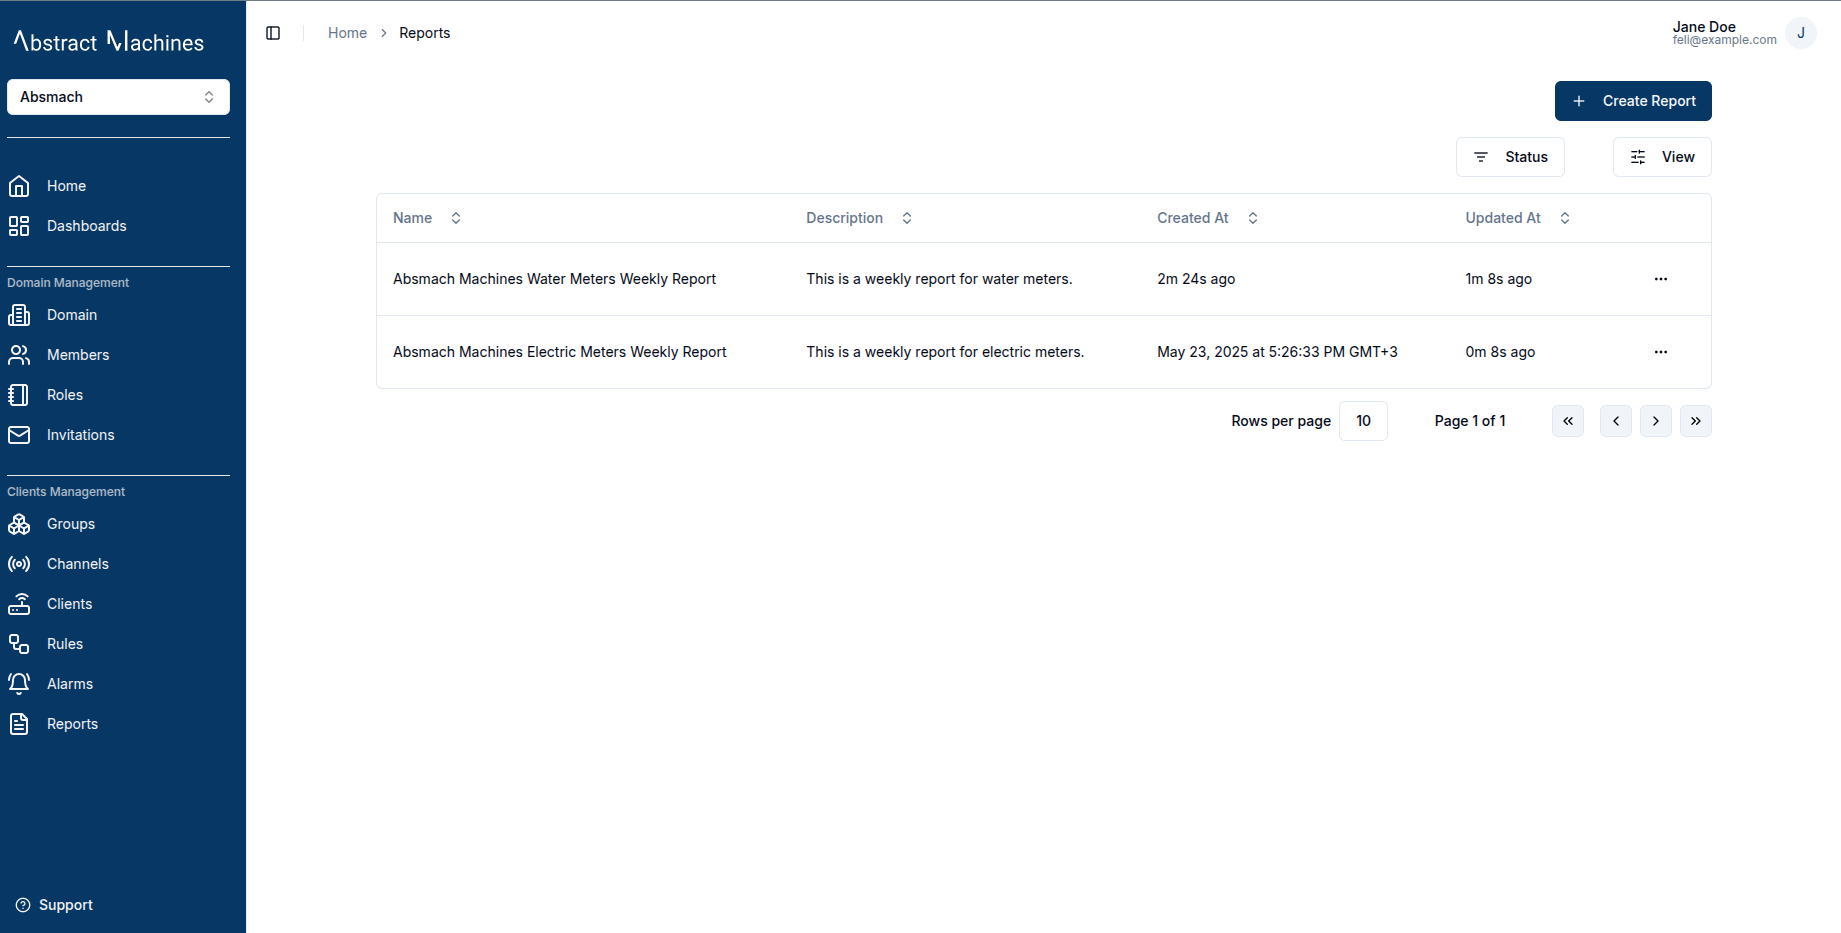 Abstract Machines
Absmach
Home
Dashboards
Domain Management
Domain
Members
Roles
Invitations
Clients Management
Groups
Channels
Clients
Rules
Alarms
Reports
Support
Home > Reports
Jane Doe
feli@example.com
J
+ Create Report
Status
View
Name Description Created At Updated At
Absmach Machines Water Meters Weekly Report This is a weekly report for water meters. 2m 24s ago 1m 8s ago ...
Absmach Machines Electric Meters Weekly Report This is a weekly report for electric meters. May 23, 2025 at 5:26:33 PM GMT+3 0m 8s ago ...
Rows per page 10 Page 1 of 1